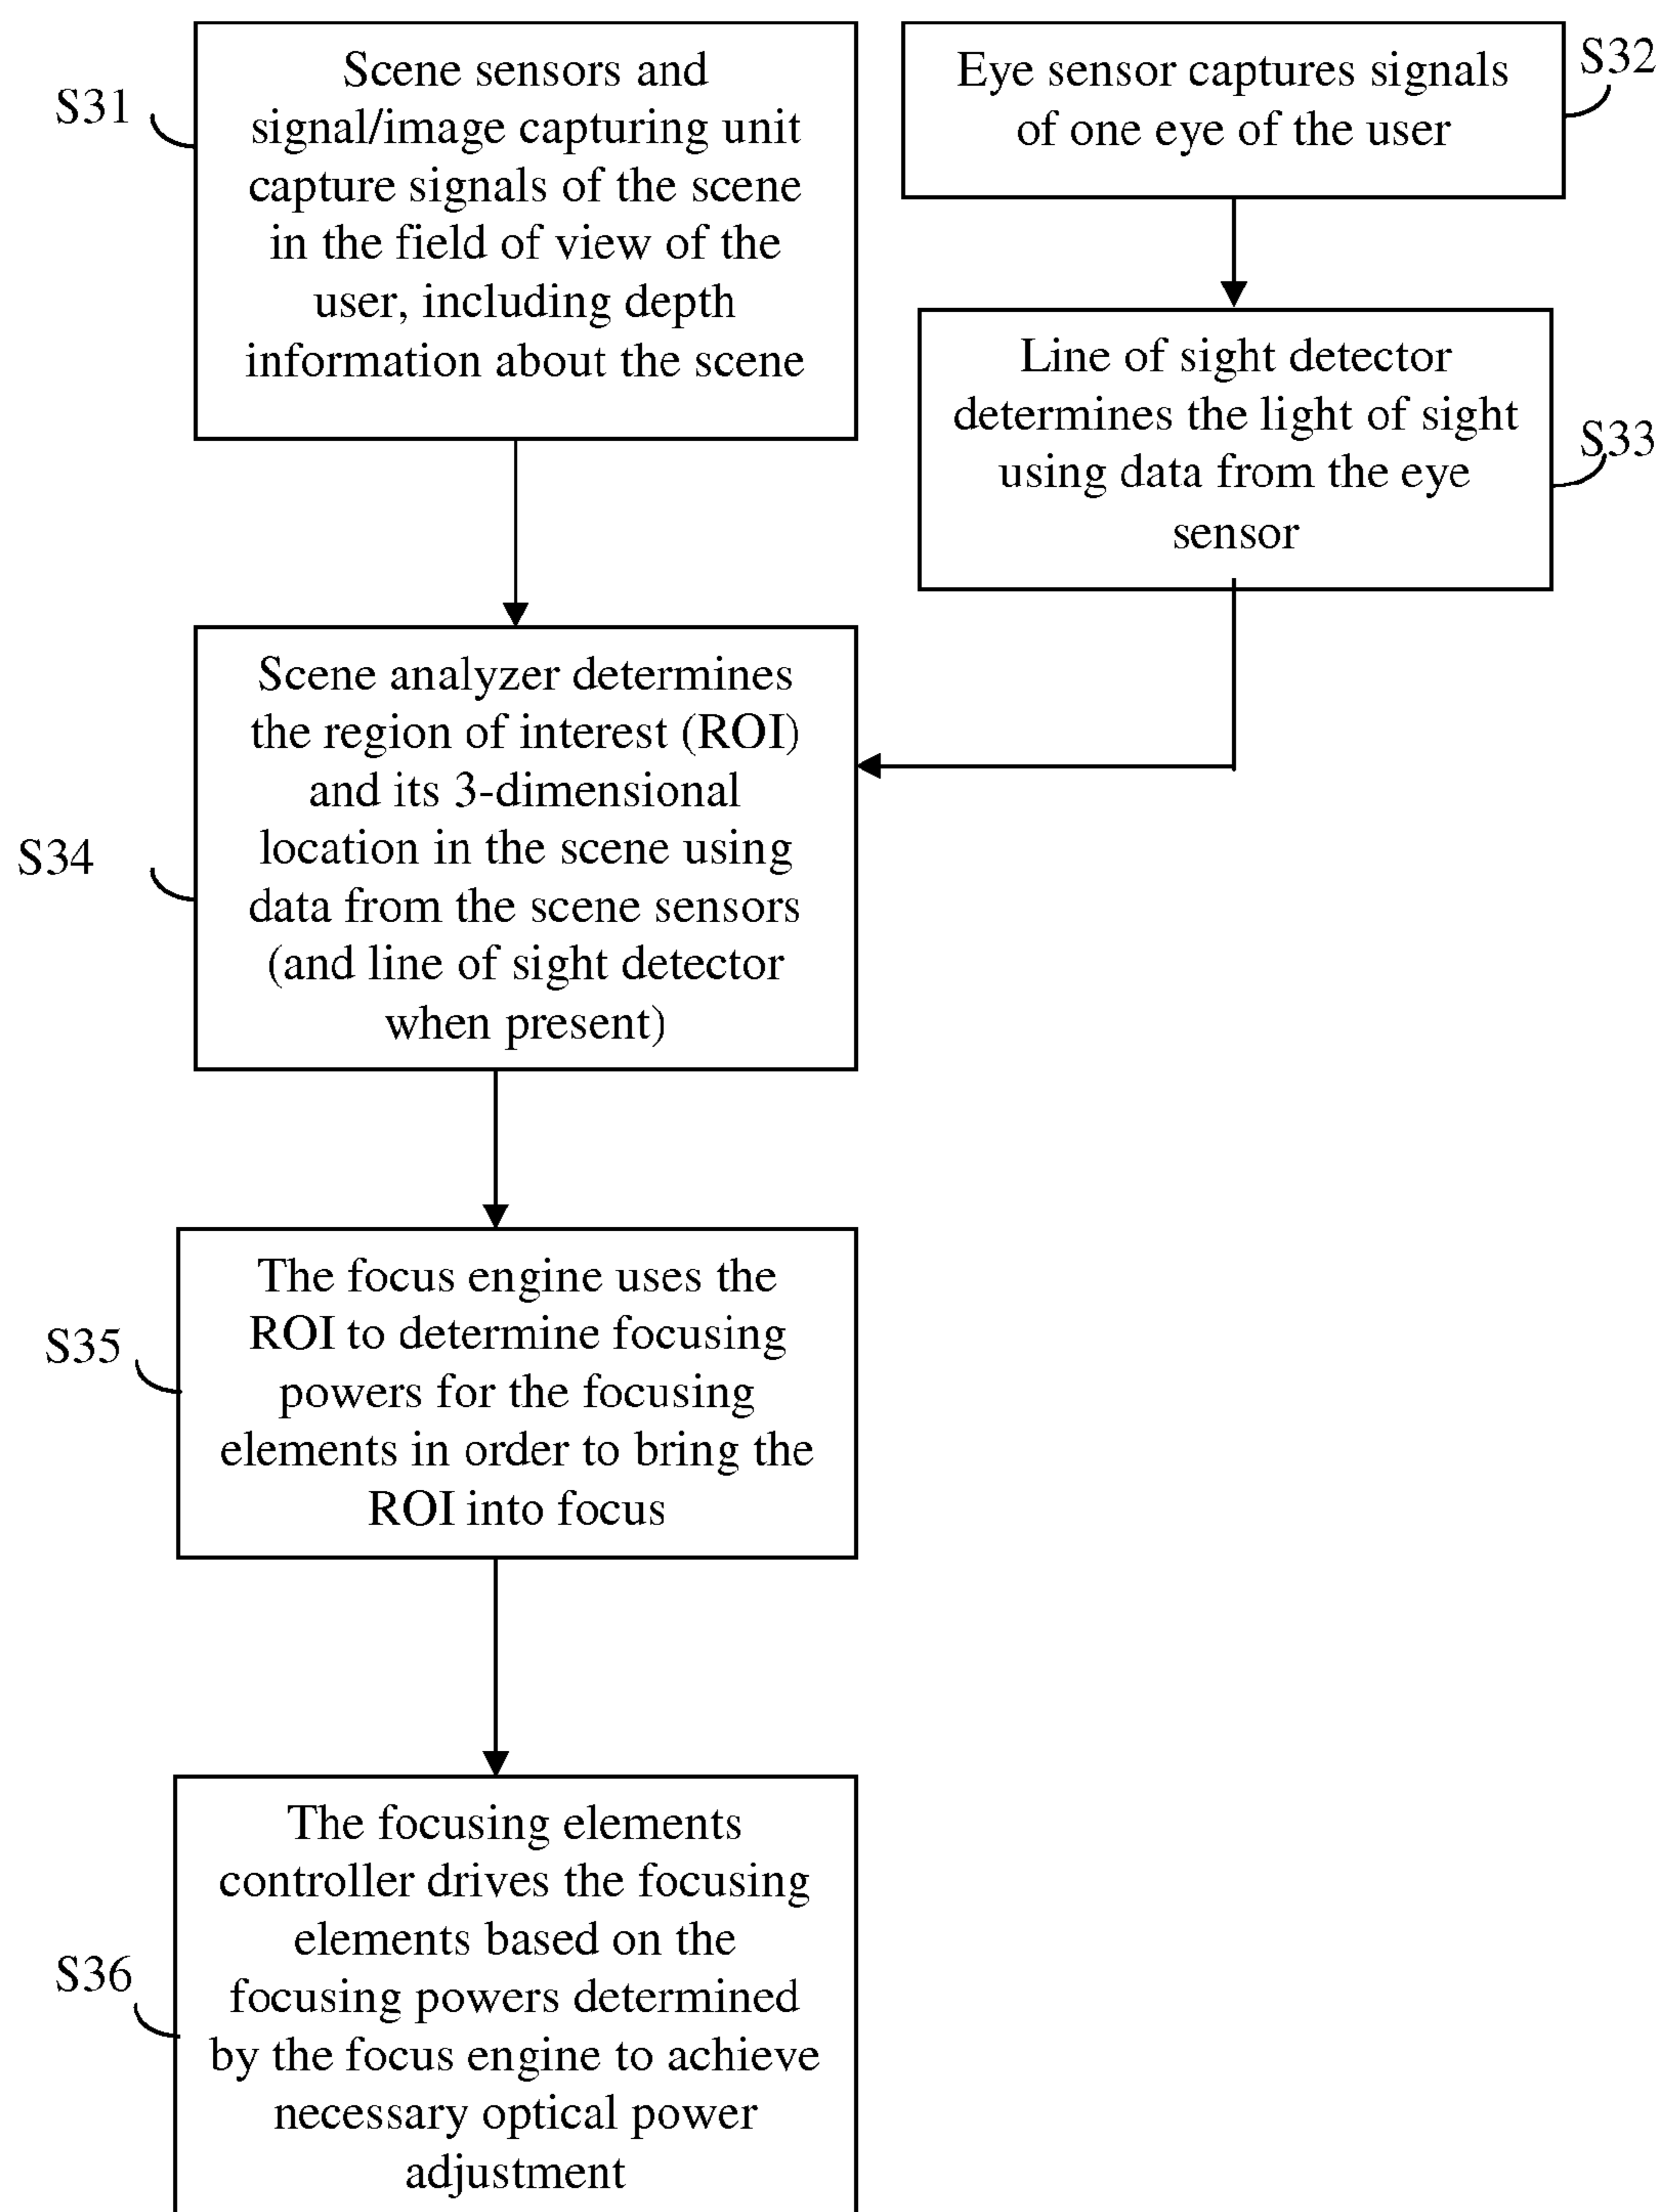 S31
Scene sensors and
signal/image capturing unit
capture signals of the scene
in the field of view of the
user, including depth
information about the scene
Eye sensor captures signals
of one eye of the user
S32
Line of sight detector
determines the light of sight
using data from the eye
sensor
S33
Scene analyzer determines
the region of interest (ROI)
and its 3-dimensional
location in the scene using
data from the scene sensors
(and line of sight detector
when present)
S34
The focus engine uses the
ROI to determine focusing
powers for the focusing
elements in order to bring the
ROI into focus
S35
The focusing elements
controller drives the focusing
elements based on the
focusing powers determined
by the focus engine to achieve
necessary optical power
adjustment
S36